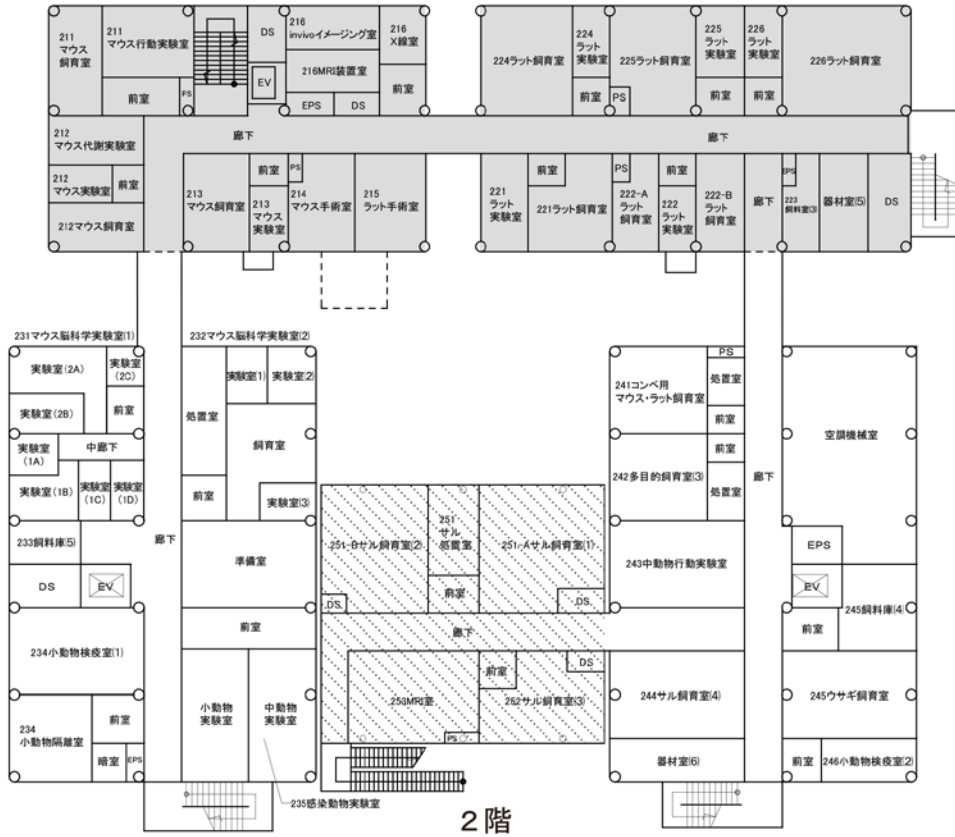 211
マウス
飼育室
211
マウス行動実験室
前室
PS
DS
EV
216
invivoイメージング室
216MRI装置室
EPS
DS
216
X線室
前室
224ラット飼育室
224
ラット
実験室
前室
PS
225ラット飼育室
225
ラット
実験室
前室
226
ラット
実験室
前室
226ラット飼育室
廊下
廊下
212
マウス代謝実験室
212
マウス実験室
前室
212マウス飼育室
213
マウス飼育室
前室
213
マウス
実験室
PS
214
マウス手術室
215
ラット手術室
221
ラット
実験室
前室
221ラット飼育室
PS
222-A
ラット
飼育室
前室
222
ラット
実験室
222-B
ラット
飼育室
廊下
EPS
223
飼料室(3)
器材室(5)
DS
231マウス脳科学実験室(1)
実験室(2A)
実験室
(2C)
実験室(2B)
前室
実験室
(1A)
中廊下
実験室(1B)
実験室
(1C)
実験室
(1D)
233飼料庫(5)
DS
EV
廊下
234小動物検疫室(1)
234
小動物隔離室
前室
暗室
EPS
232マウス脳科学実験室(2)
処置室
実験室(1)
実験室(2)
飼育室
前室
実験室(3)
準備室
前室
小動物
実験室
中動物
実験室
235感染動物実験室
251-Bサル飼育室(2)
251
サル
処置室
前室
251-Aサル飼育室(1)
DS
DS
廊下
253MRI室
PS
前室
DS
252サル飼育室(3)
241コンベ用
マウス・ラット飼育室
PS
処置室
前室
242多目的飼育室(3)
前室
処置室
廊下
空調機械室
243中動物行動実験室
EPS
EV
前室
245飼料庫(4)
244サル飼育室(4)
245ウサギ飼育室
器材室(6)
前室
246小動物検疫室(2)
2階